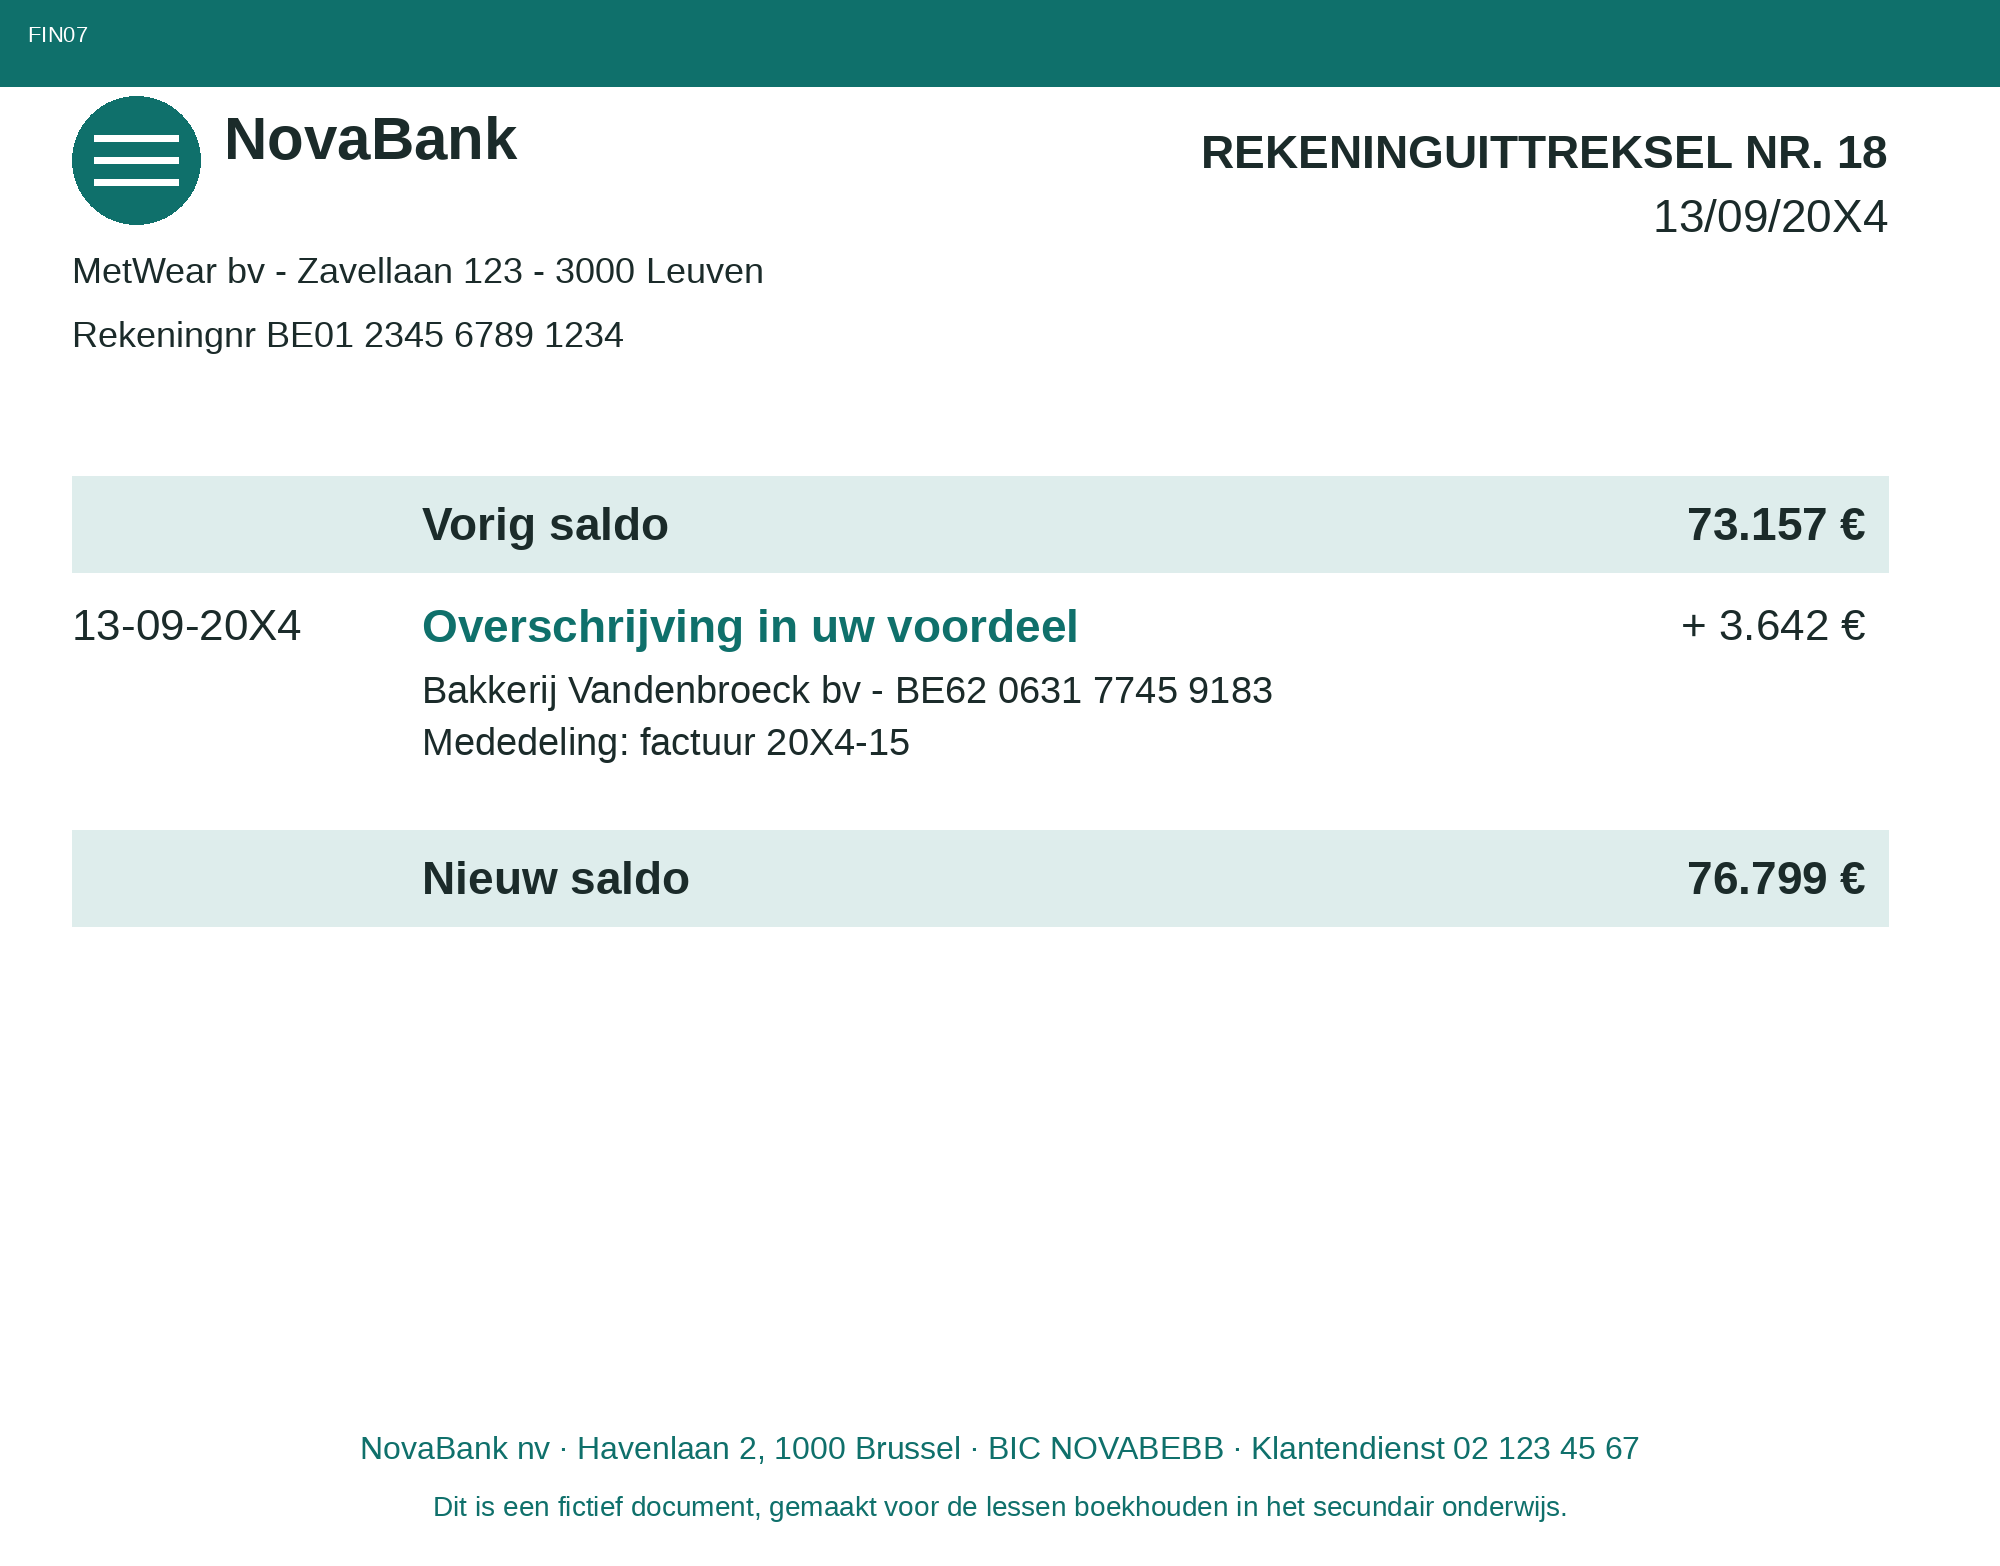 FIN07
NovaBank
REKENINGUITTREKSEL NR. 18
13/09/20X4
MetWear bv - Zavellaan 123 - 3000 Leuven
Rekeningnr BE01 2345 6789 1234
Vorig saldo 73.157 €
13-09-20X4 Overschrijving in uw voordeel + 3.642 €
Bakkerij Vandenbroeck bv - BE62 0631 7745 9183
Mededeling: factuur 20X4-15
Nieuw saldo 76.799 €
NovaBank nv · Havenlaan 2, 1000 Brussel · BIC NOVABEBB · Klantendienst 02 123 45 67
Dit is een fictief document, gemaakt voor de lessen boekhouden in het secundair onderwijs.